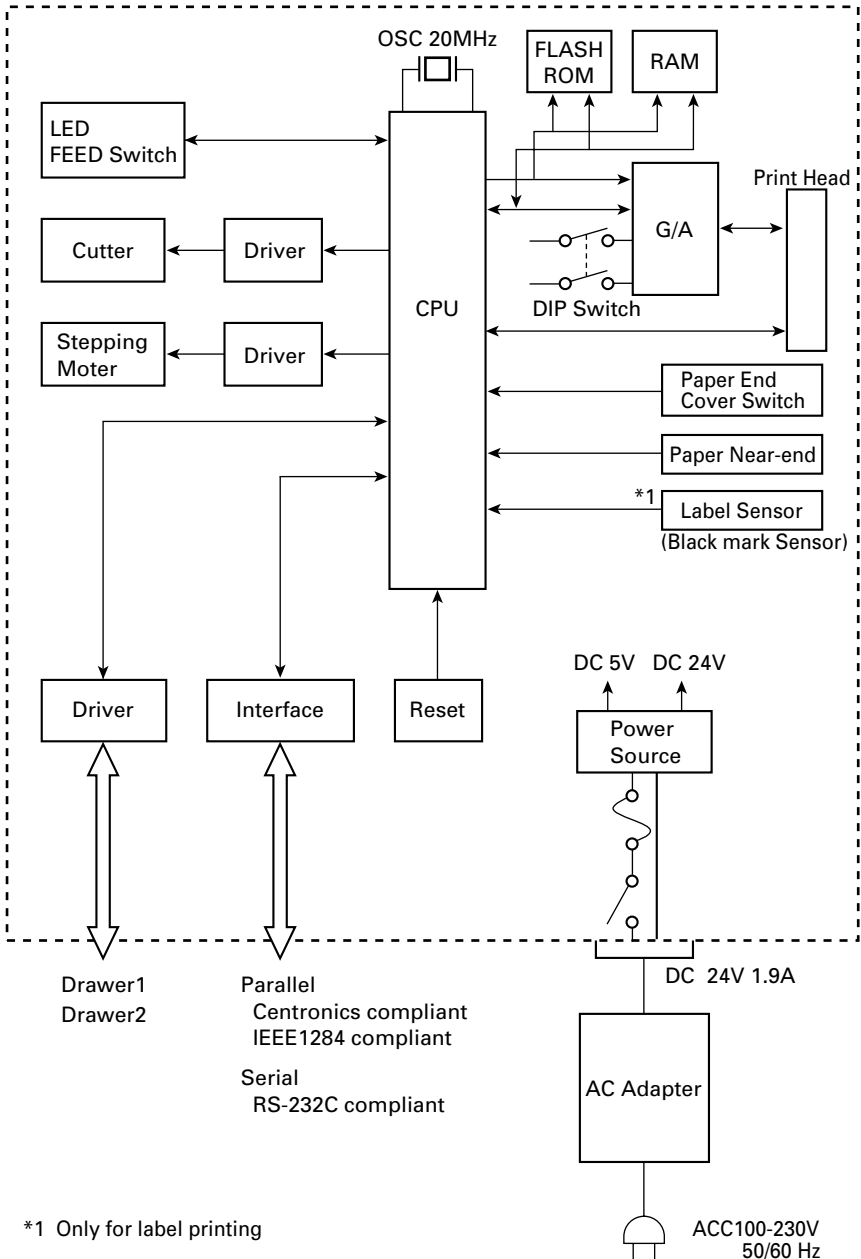 OSC 20MHz
FLASH
ROM
RAM
LED
FEED Switch
Print Head
Cutter
Driver
G/A
CPU
DIP Switch
Stepping
Moter
Driver
Paper End
Cover Switch
Paper Near-end
*1
Label Sensor
(Black mark Sensor)
DC 5V
DC 24V
Driver
Interface
Reset
Power
Source
DC 24V 1.9A
Drawer1
Drawer2
Parallel
Centronics compliant
IEEE1284 compliant
Serial
RS-232C compliant
AC Adapter
*1 Only for label printing
ACC100-230V
50/60 Hz